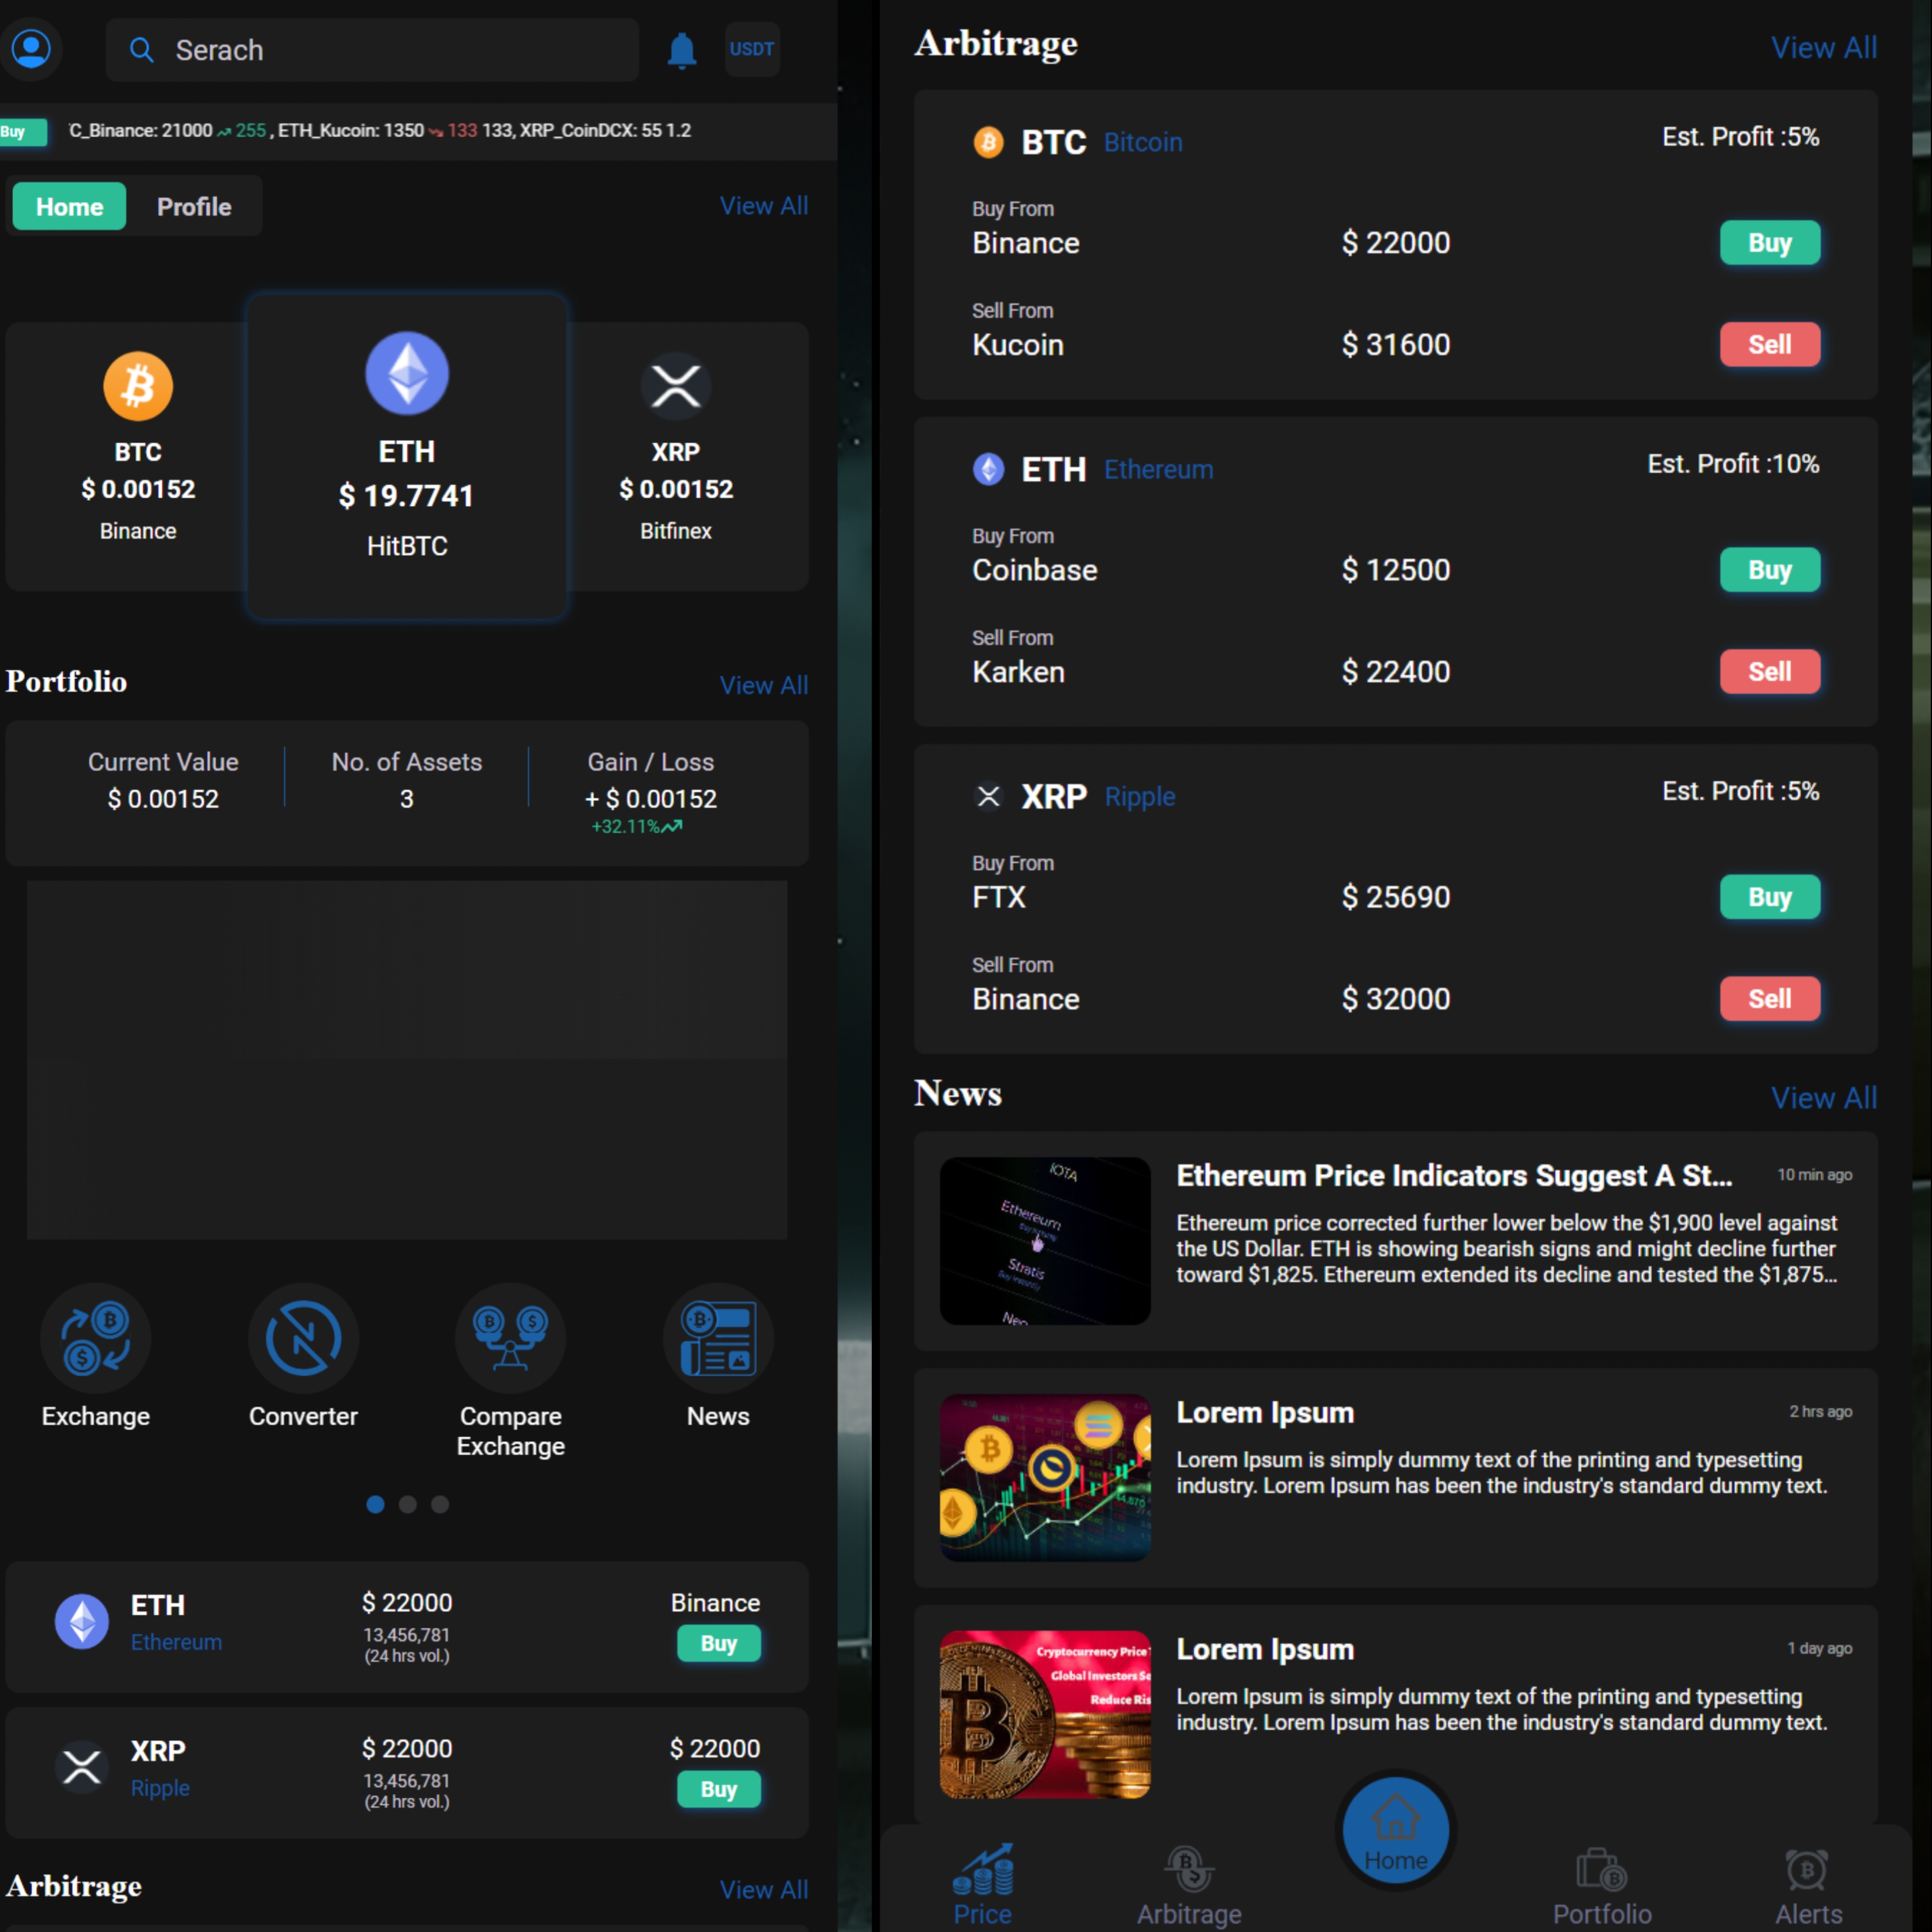 Serach
USDT
Buy
C_Binance: 21000 255 , ETH_Kucoin: 1350 133 133, XRP_CoinDCX: 55 1.2
Home Profile View All
BTC
$ 0.00152
Binance
ETH
$ 19.7741
HitBTC
XRP
$ 0.00152
Bitfinex
Portfolio View All
Current Value
$ 0.00152
No. of Assets
3
Gain / Loss
+ $ 0.00152
+32.11%
Exchange
Converter
Compare
Exchange
News
ETH
Ethereum
$ 22000
13,456,781
(24 hrs vol.)
Binance
Buy
XRP
Ripple
$ 22000
13,456,781
(24 hrs vol.)
$ 22000
Buy
Arbitrage View All
Arbitrage View All
BTC Bitcoin Est. Profit :5%
Buy From
Binance $ 22000 Buy
Sell From
Kucoin $ 31600 Sell
ETH Ethereum Est. Profit :10%
Buy From
Coinbase $ 12500 Buy
Sell From
Karken $ 22400 Sell
XRP Ripple Est. Profit :5%
Buy From
FTX $ 25690 Buy
Sell From
Binance $ 32000 Sell
News View All
IOTA
Ethereum
Stratis
Buy Instantly
Neo
Ethereum Price Indicators Suggest A St... 10 min ago
Ethereum price corrected further lower below the $1,900 level against
the US Dollar. ETH is showing bearish signs and might decline further
toward $1,825. Ethereum extended its decline and tested the $1,875...
Lorem Ipsum 2 hrs ago
Lorem Ipsum is simply dummy text of the printing and typesetting
industry. Lorem Ipsum has been the industry's standard dummy text.
Cryptocurrency Price
Global Investors Se
Reduce Ris
Lorem Ipsum 1 day ago
Lorem Ipsum is simply dummy text of the printing and typesetting
industry. Lorem Ipsum has been the industry's standard dummy text.
Price
Arbitrage
Home
Portfolio
Alerts